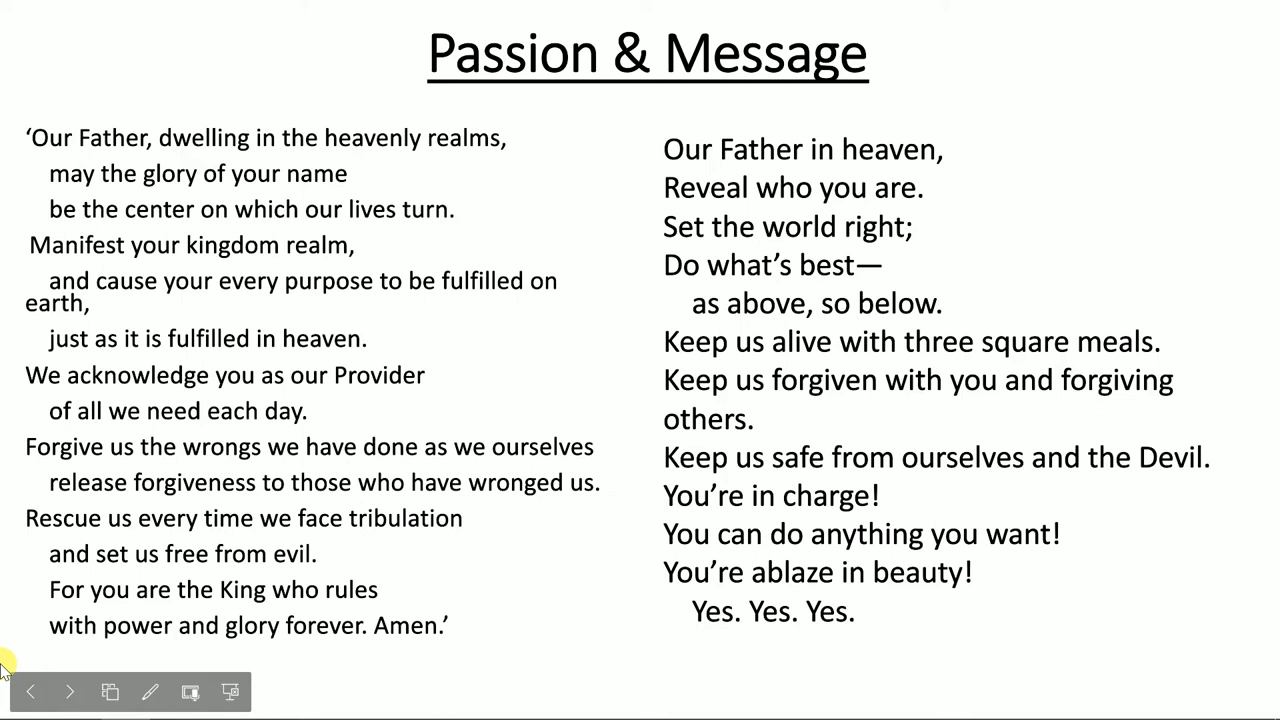 Passion & Message
‘Our Father, dwelling in the heavenly realms,
may the glory of your name
be the center on which our lives turn.
Manifest your kingdom realm,
and cause your every purpose to be fulfilled on
earth,
just as it is fulfilled in heaven.
We acknowledge you as our Provider
of all we need each day.
Forgive us the wrongs we have done as we ourselves
release forgiveness to those who have wronged us.
Rescue us every time we face tribulation
and set us free from evil.
For you are the King who rules
with power and glory forever. Amen.’
Our Father in heaven,
Reveal who you are.
Set the world right;
Do what’s best—
as above, so below.
Keep us alive with three square meals.
Keep us forgiven with you and forgiving
others.
Keep us safe from ourselves and the Devil.
You’re in charge!
You can do anything you want!
You’re ablaze in beauty!
Yes. Yes. Yes.